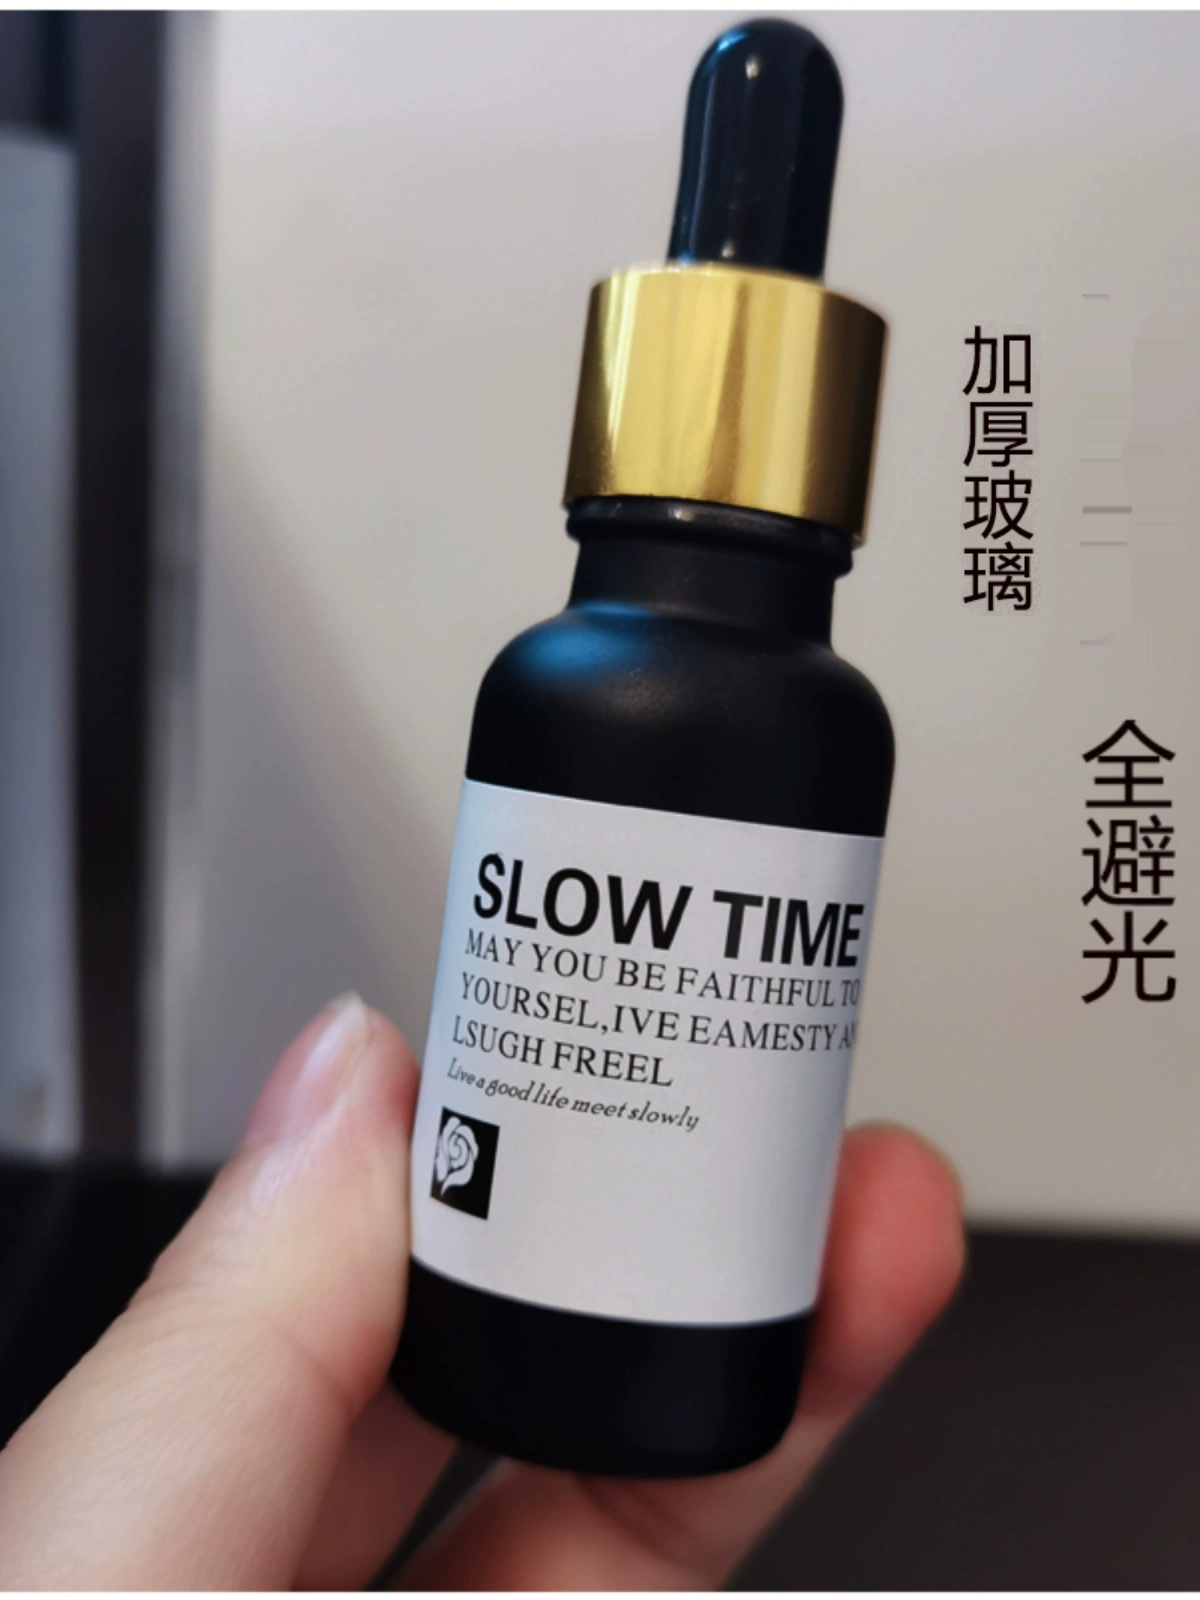 加厚玻璃
全避光
SLOW TIME
MAY YOU BE FAITHFUL TO
YOURSEL,IVE EAMESTY
LSUGH FREEL
Live a good life meet slowly